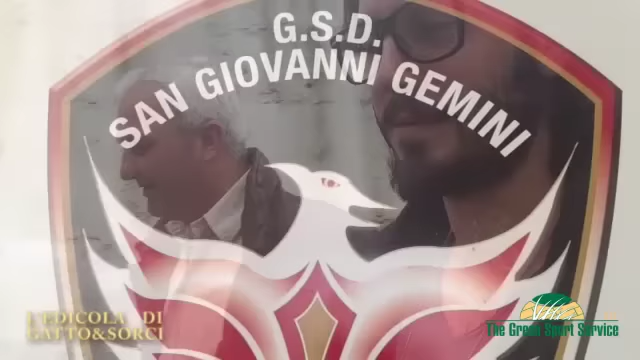 G.S.D.
SAN GIOVANNI GEMINI
L'EDICOLA DI
GATTO&SORCI
The Green Sport Service